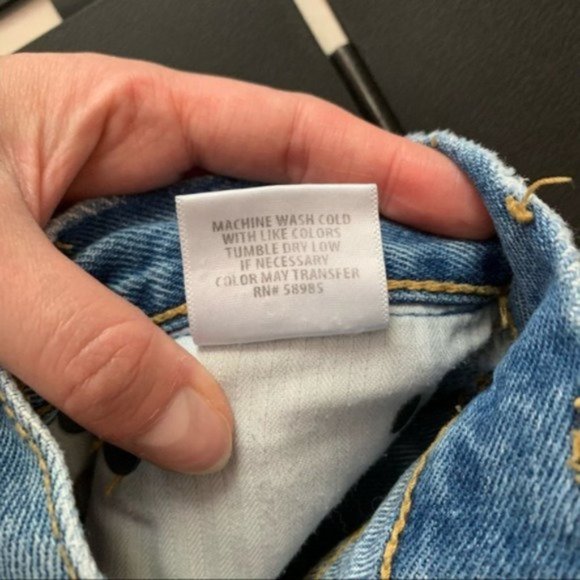 MACHINE WASH COLD
WITH LIKE COLORS
TUMBLE DRY LOW
IF NECESSARY
COLOR MAY TRANSFER
RN# 58985